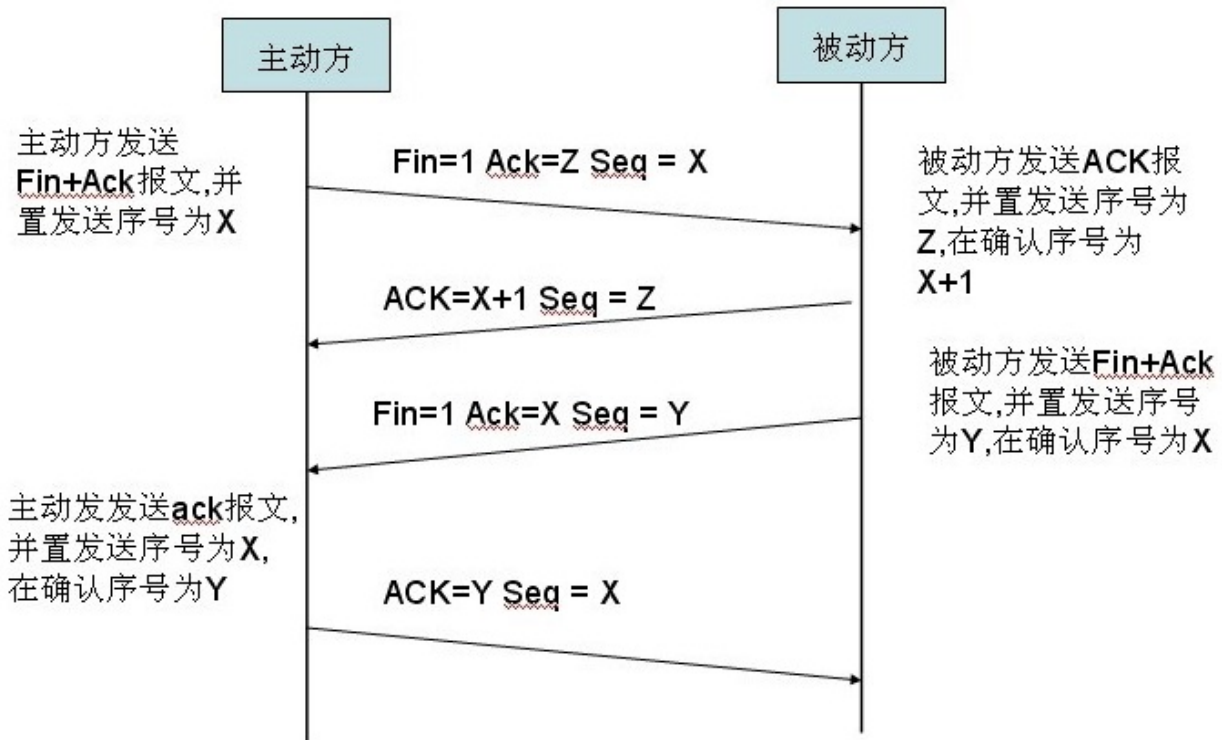 主动方
被动方
主动方发送
Fin+Ack报文,并
置发送序号为X
Fin=1 Ack=Z Seq = X
被动方发送ACK报
文,并置发送序号为
Z,在确认序号为
X+1
ACK=X+1 Seq = Z
被动方发送Fin+Ack
报文,并置发送序号
为Y,在确认序号为X
Fin=1 Ack=X Seq = Y
主动发发送ack报文,
并置发送序号为X,
在确认序号为Y
ACK=Y Seq = X